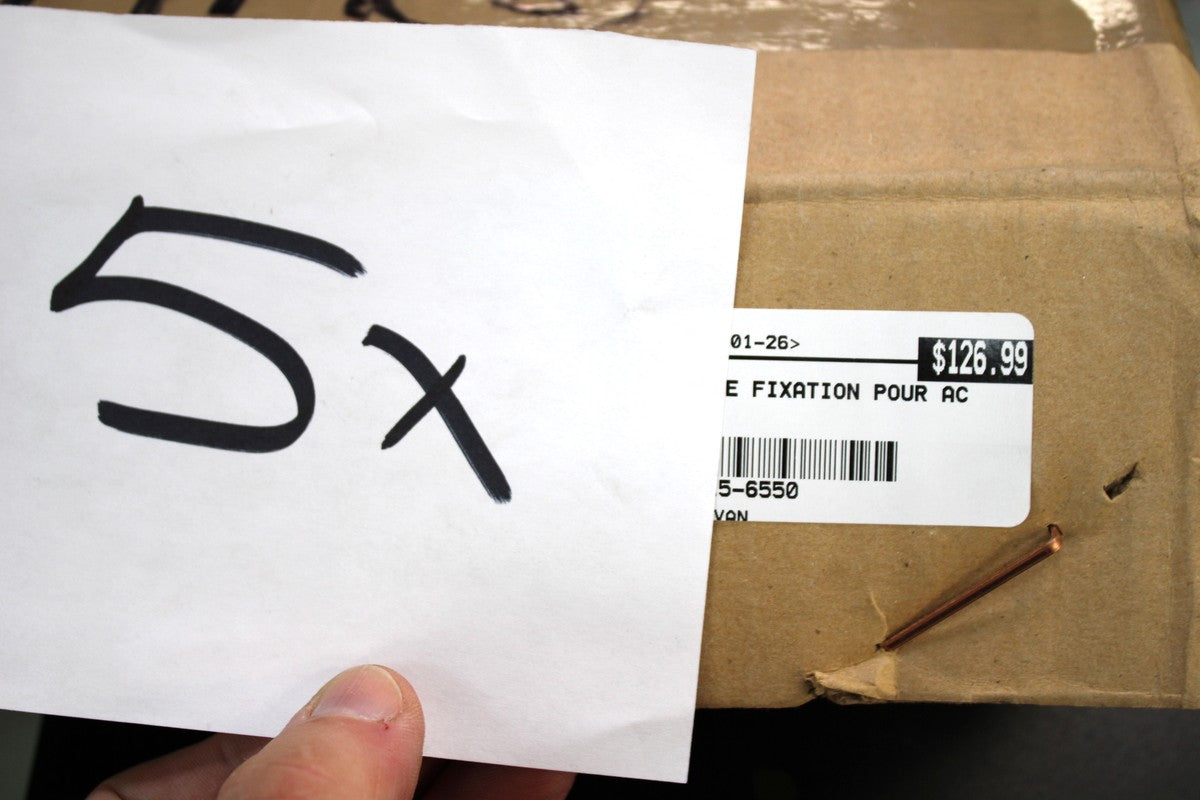 5x
01-26>
$126.99
E FIXATION POUR AC
5-6550
VAN